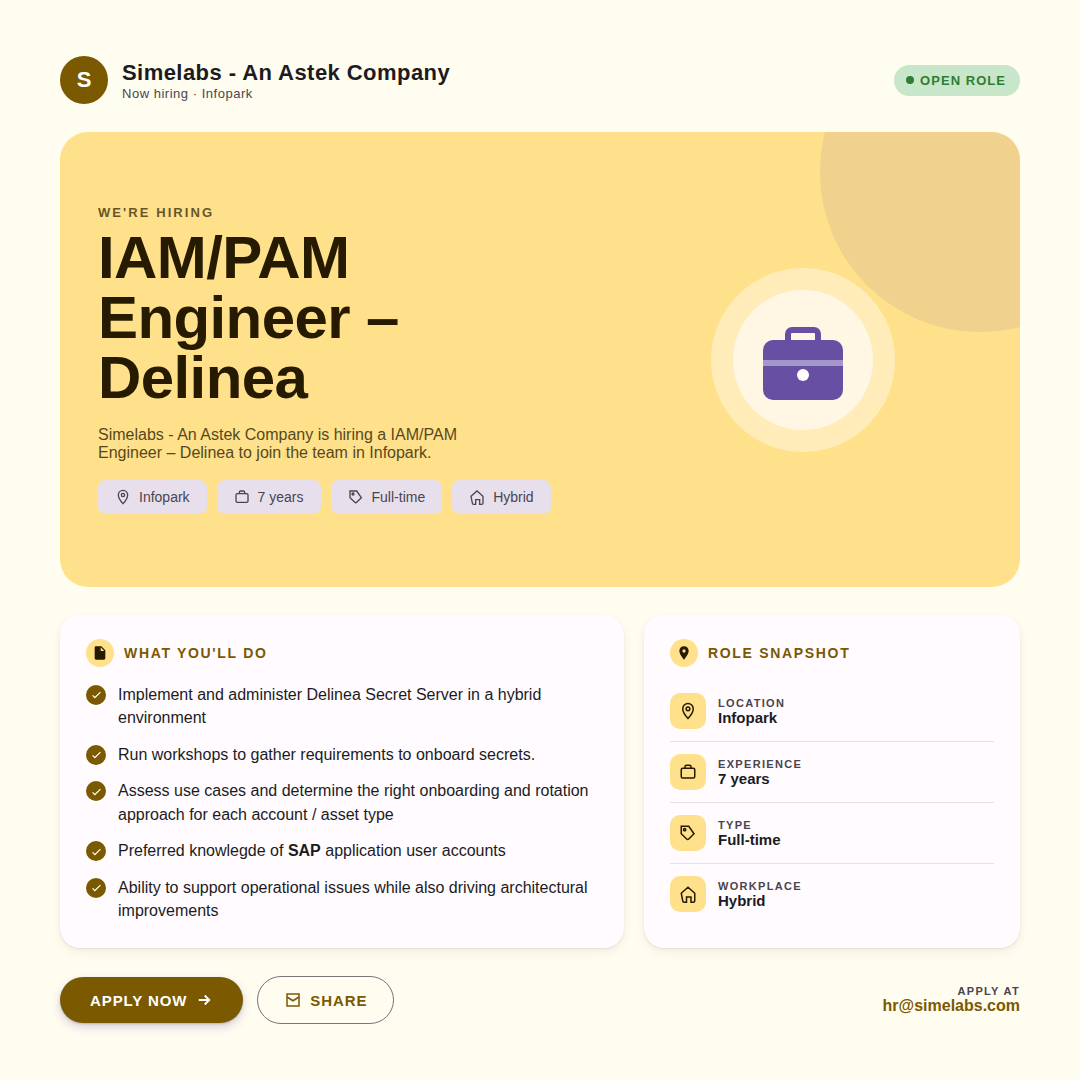 S
Simelabs - An Astek Company
Now hiring · Infopark
OPEN ROLE
WE'RE HIRING
IAM/PAM
Engineer –
Delinea
Simelabs - An Astek Company is hiring a IAM/PAM
Engineer – Delinea to join the team in Infopark.
Infopark
7 years
Full-time
Hybrid
WHAT YOU'LL DO
Implement and administer Delinea Secret Server in a hybrid
environment
Run workshops to gather requirements to onboard secrets.
Assess use cases and determine the right onboarding and rotation
approach for each account / asset type
Preferred knowlegde of SAP application user accounts
Ability to support operational issues while also driving architectural
improvements
ROLE SNAPSHOT
LOCATION
Infopark
EXPERIENCE
7 years
TYPE
Full-time
WORKPLACE
Hybrid
APPLY NOW
SHARE
APPLY AT
hr@simelabs.com